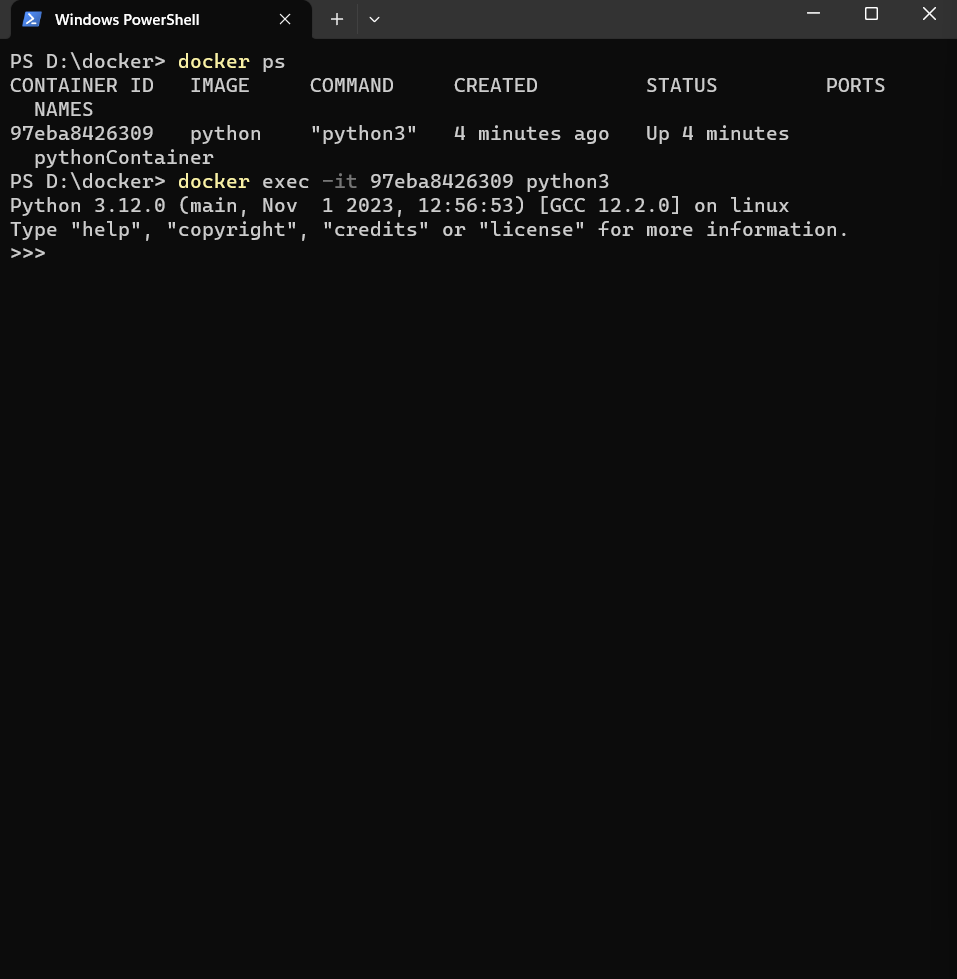 Windows PowerShell
PS D:\docker> docker ps
CONTAINER ID   IMAGE     COMMAND     CREATED         STATUS         PORTS
  NAMES
97eba8426309   python    "python3"   4 minutes ago   Up 4 minutes
  pythonContainer
PS D:\docker> docker exec -it 97eba8426309 python3
Python 3.12.0 (main, Nov  1 2023, 12:56:53) [GCC 12.2.0] on linux
Type "help", "copyright", "credits" or "license" for more information.
>>>